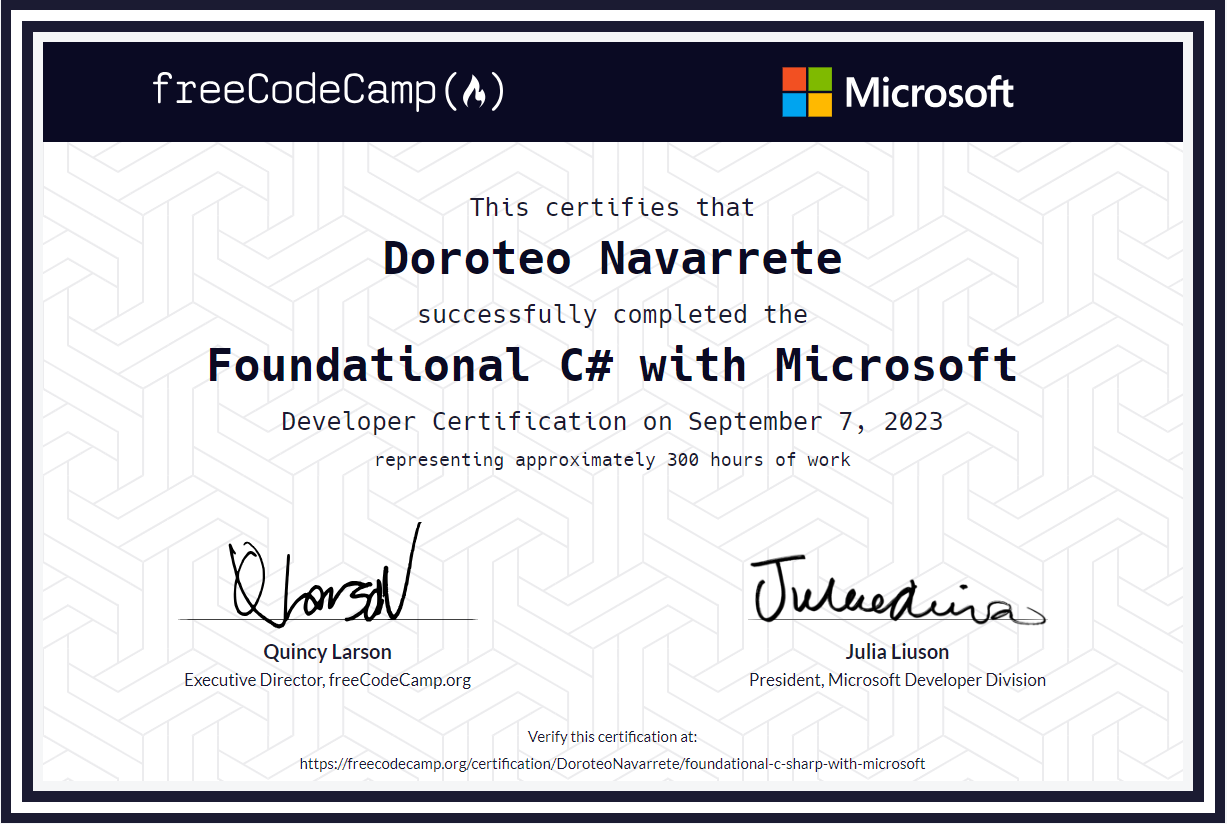 freeCodeCamp
Microsoft
This certifies that
Doroteo Navarrete
successfully completed the
Foundational C# with Microsoft
Developer Certification on September 7, 2023
representing approximately 300 hours of work
Q Larson
Quincy Larson
Executive Director, freeCodeCamp.org
Julia Liuson
President, Microsoft Developer Division
Verify this certification at:
https://freecodecamp.org/certification/DoroteoNavarrete/foundational-c-sharp-with-microsoft